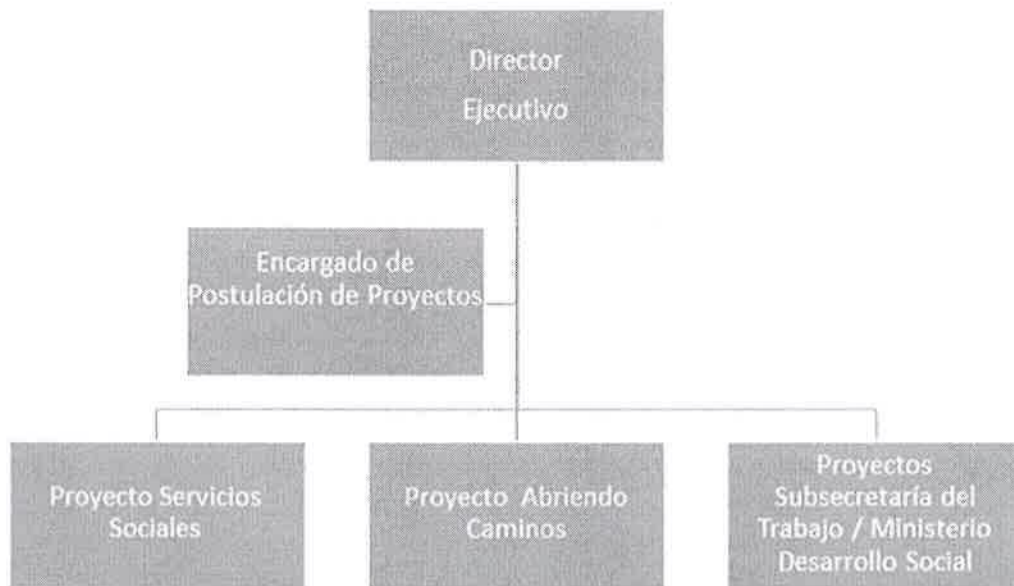 Director
Ejecutivo
Encargado de
Postulación de Proyectos
Proyecto Servicios
Sociales
Proyecto Abriendo
Caminos
Proyectos
Subsecretaría del
Trabajo / Ministerio
Desarrollo Social